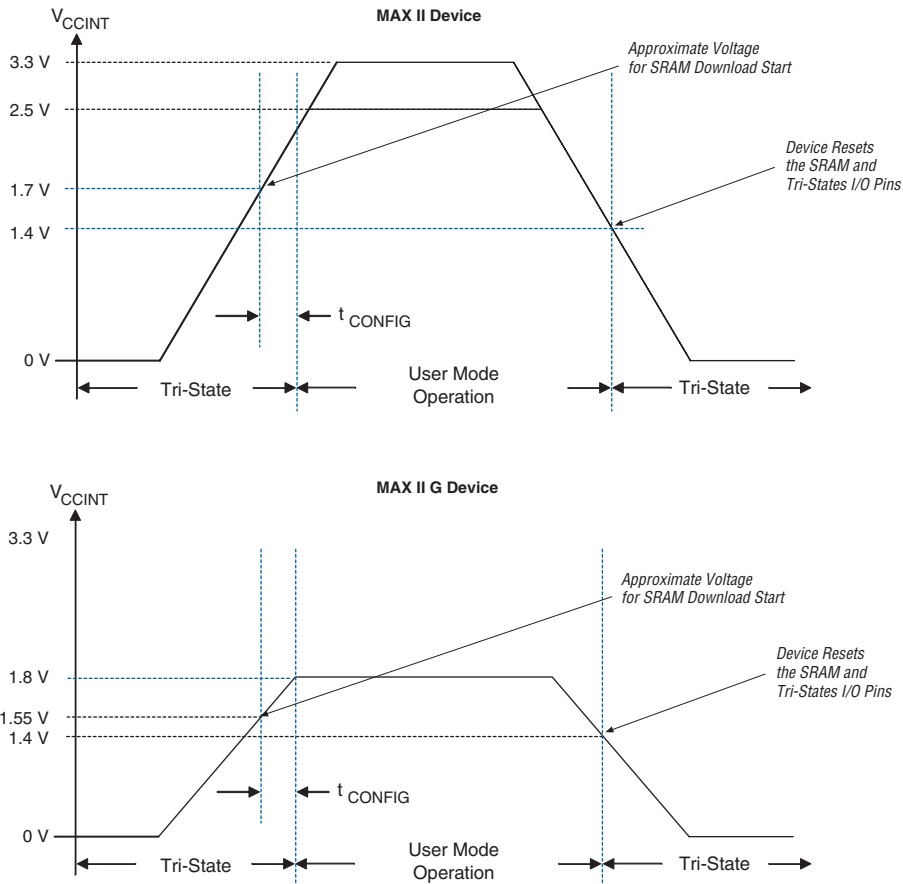 MAX II Device
VCCINT
3.3 V
Approximate Voltage
for SRAM Download Start
2.5 V
Device Resets
the SRAM and
Tri-States I/O Pins
1.7 V
1.4 V
t CONFIG
0 V
Tri-State
User Mode
Operation
Tri-State
MAX II G Device
VCCINT
3.3 V
Approximate Voltage
for SRAM Download Start
Device Resets
the SRAM and
Tri-States I/O Pins
1.8 V
1.55 V
1.4 V
t CONFIG
0 V
Tri-State
User Mode
Operation
Tri-State